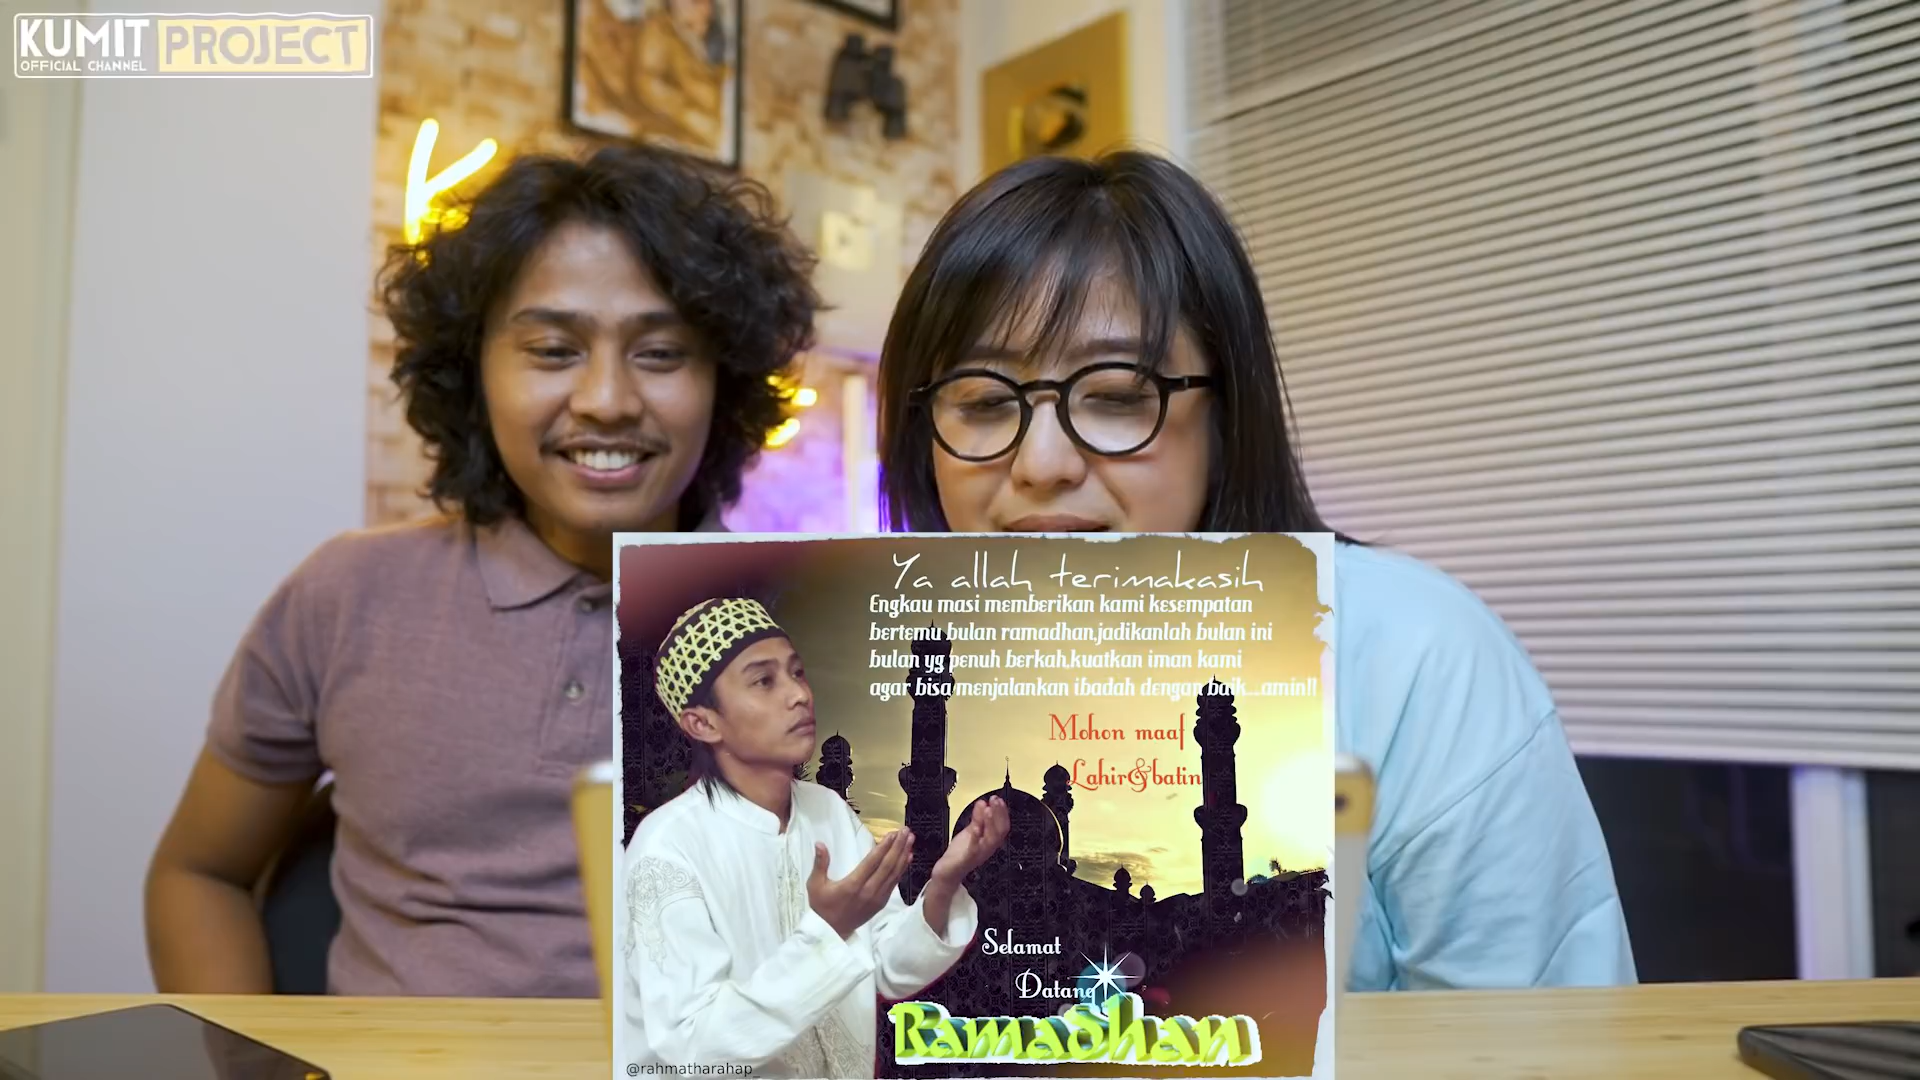 KUMIT PROJECT
OFFICIAL CHANNEL
Ya allah terimakasih
Engkau masi memberikan kami kesempatan
bertemu bulan ramadhan,jadikanlah bulan ini
bulan yg penuh berkah,kuatkan iman kami
agar bisa menjalankan ibadah dengan baik...amin!!
Mohon maaf
Lahir&batin
Selamat
Datang
Ramadhan
@rahmatharahap_